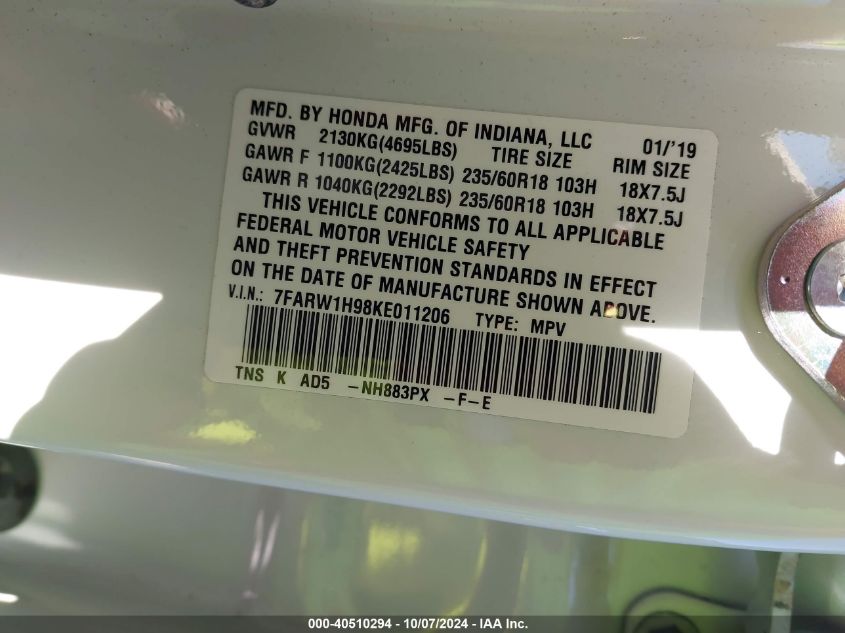 MFD. BY HONDA MFG. OF INDIANA, LLC 01/'19
GVWR 2130KG(4695LBS) TIRE SIZE RIM SIZE
GAWR F 1100KG(2425LBS) 235/60R18 103H 18X7.5J
GAWR R 1040KG(2292LBS) 235/60R18 103H 18X7.5J
THIS VEHICLE CONFORMS TO ALL APPLICABLE
FEDERAL MOTOR VEHICLE SAFETY
AND THEFT PREVENTION STANDARDS IN EFFECT
ON THE DATE OF MANUFACTURE SHOWN ABOVE.
V.I.N.: 7FARW1H98KE011206 TYPE: MPV
TNS K AD5 -NH883PX -F-E
000-40510294 - 10/07/2024 - IAA Inc.